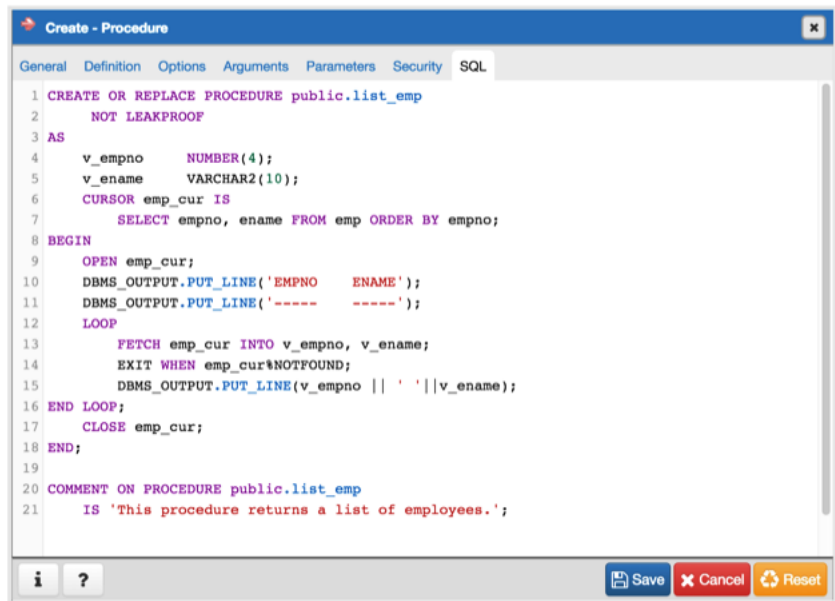 Create - Procedure
General Definition Options Arguments Parameters Security SQL
1 CREATE OR REPLACE PROCEDURE public.list_emp
2 NOT LEAKPROOF
3 AS
4 v_empno NUMBER(4);
5 v_ename VARCHAR2(10);
6 CURSOR emp_cur IS
7 SELECT empno, ename FROM emp ORDER BY empno;
8 BEGIN
9 OPEN emp_cur;
10 DBMS_OUTPUT.PUT_LINE('EMPNO    ENAME');
11 DBMS_OUTPUT.PUT_LINE('-----    -----');
12 LOOP
13 FETCH emp_cur INTO v_empno, v_ename;
14 EXIT WHEN emp_cur%NOTFOUND;
15 DBMS_OUTPUT.PUT_LINE(v_empno || ' '||v_ename);
16 END LOOP;
17 CLOSE emp_cur;
18 END;
19
20 COMMENT ON PROCEDURE public.list_emp
21 IS 'This procedure returns a list of employees.';
i ? Save Cancel Reset